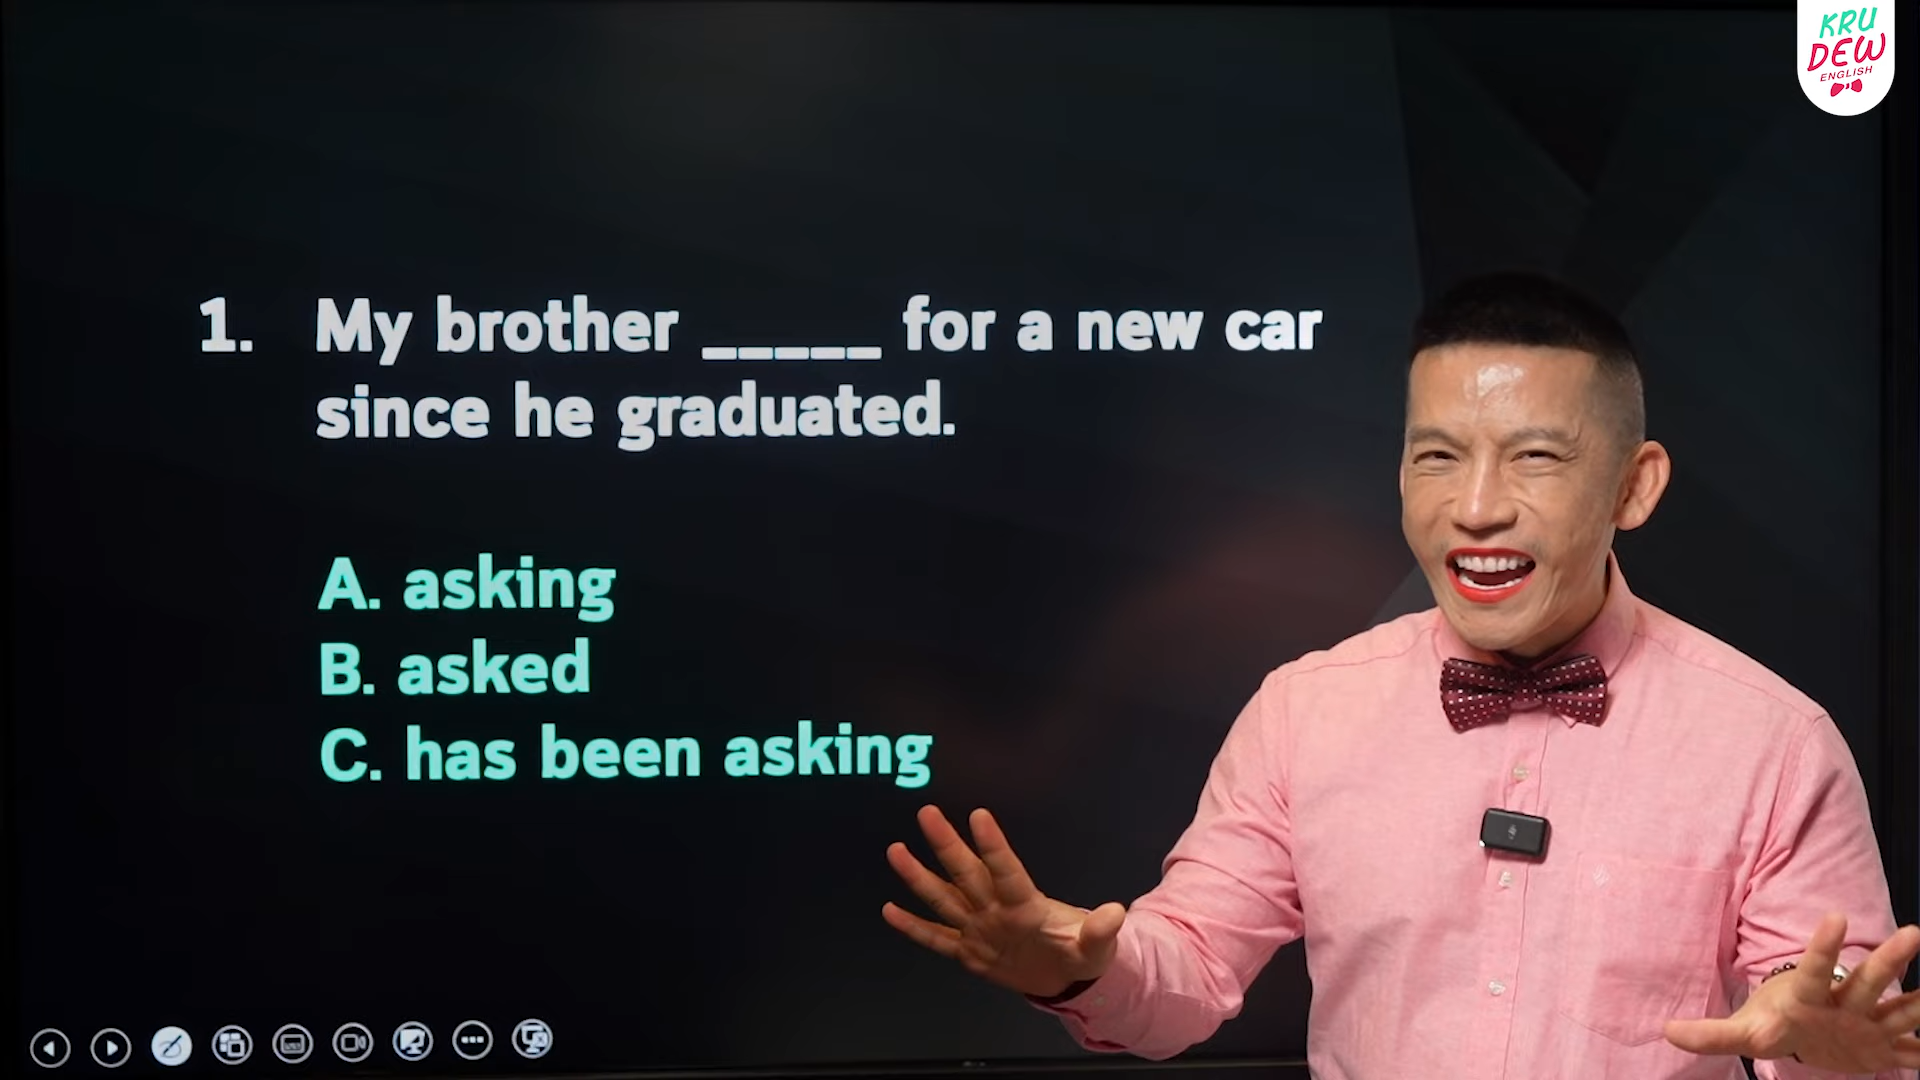 KRU
DEW
ENGLISH
1. My brother _____ for a new car
since he graduated.
A. asking
B. asked
C. has been asking